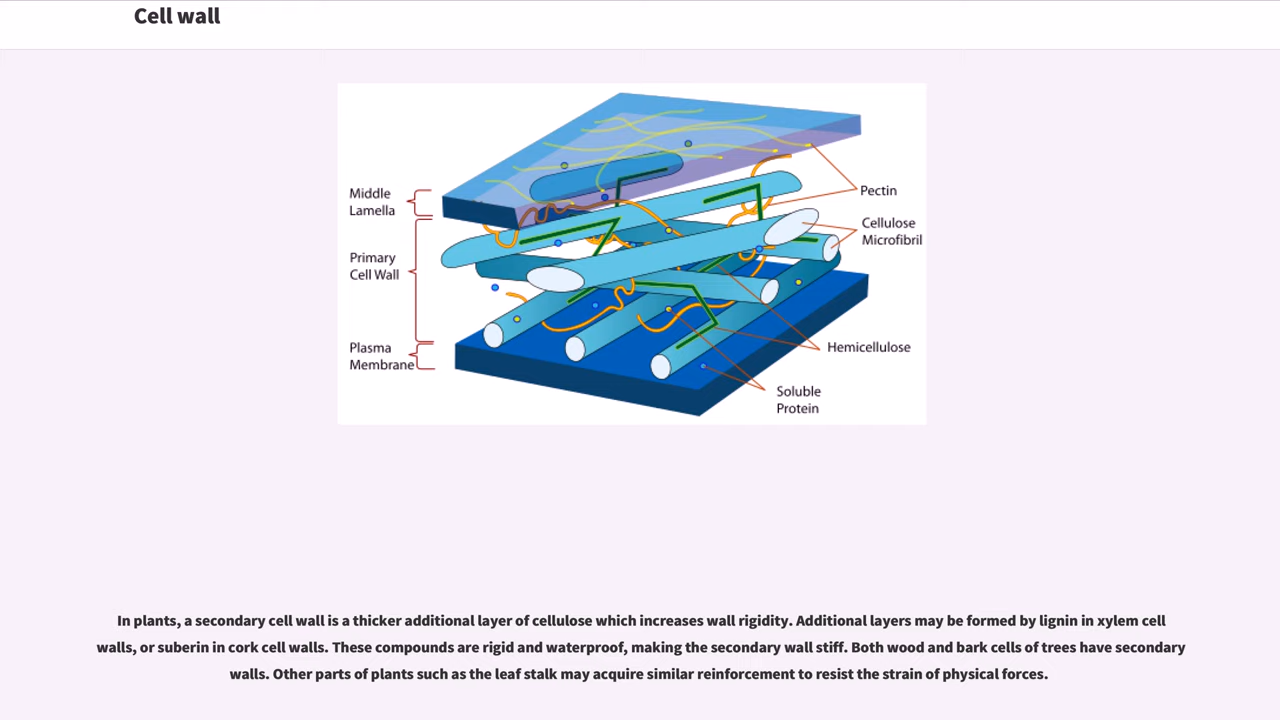 Cell wall
Middle
Lamella
Primary
Cell Wall
Plasma
Membrane
Pectin
Cellulose
Microfibril
Hemicellulose
Soluble
Protein
In plants, a secondary cell wall is a thicker additional layer of cellulose which increases wall rigidity. Additional layers may be formed by lignin in xylem cell
walls, or suberin in cork cell walls. These compounds are rigid and waterproof, making the secondary wall stiff. Both wood and bark cells of trees have secondary
walls. Other parts of plants such as the leaf stalk may acquire similar reinforcement to resist the strain of physical forces.